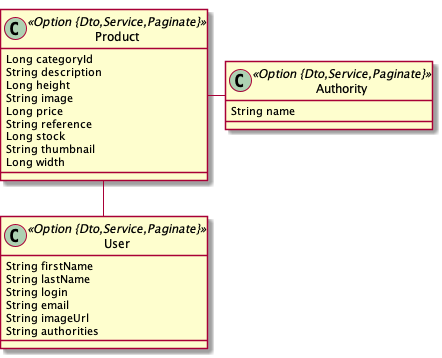 C
«Option {Dto,Service,Paginate}»
Product
Long categoryId
String description
Long height
String image
Long price
String reference
Long stock
String thumbnail
Long width
C
«Option {Dto,Service,Paginate}»
Authority
String name
C
«Option {Dto,Service,Paginate}»
User
String firstName
String lastName
String login
String email
String imageUrl
String authorities